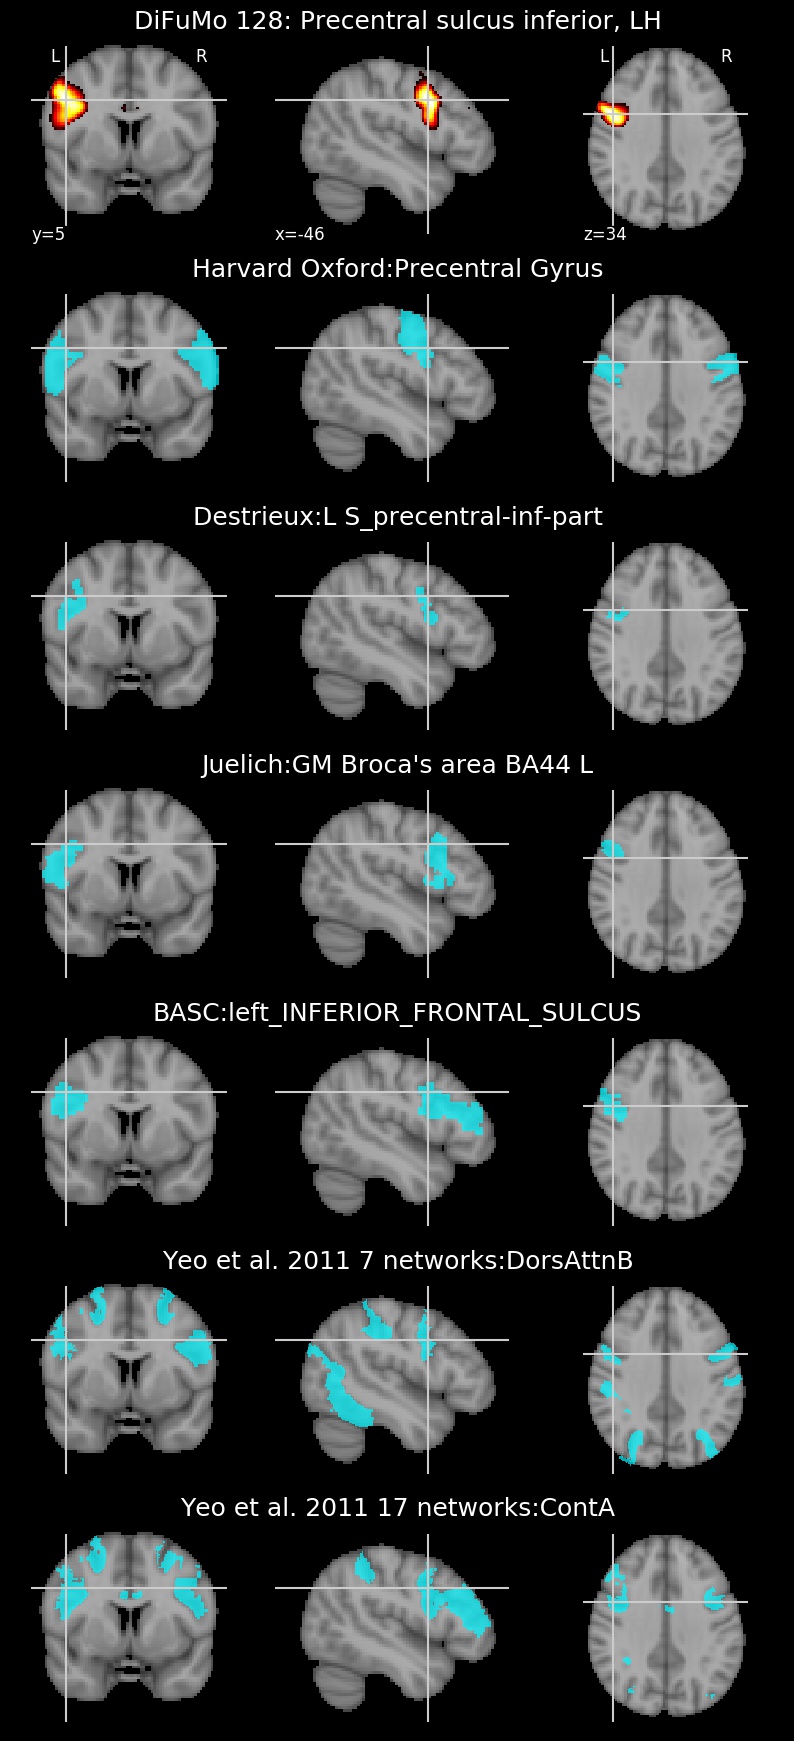 DiFuMo 128: Precentral sulcus inferior, LH
L R L R
y=5 x=-46 z=34
Harvard Oxford:Precentral Gyrus
Destrieux:L S_precentral-inf-part
Juelich:GM Broca's area BA44 L
BASC:left_INFERIOR_FRONTAL_SULCUS
Yeo et al. 2011 7 networks:DorsAttnB
Yeo et al. 2011 17 networks:ContA